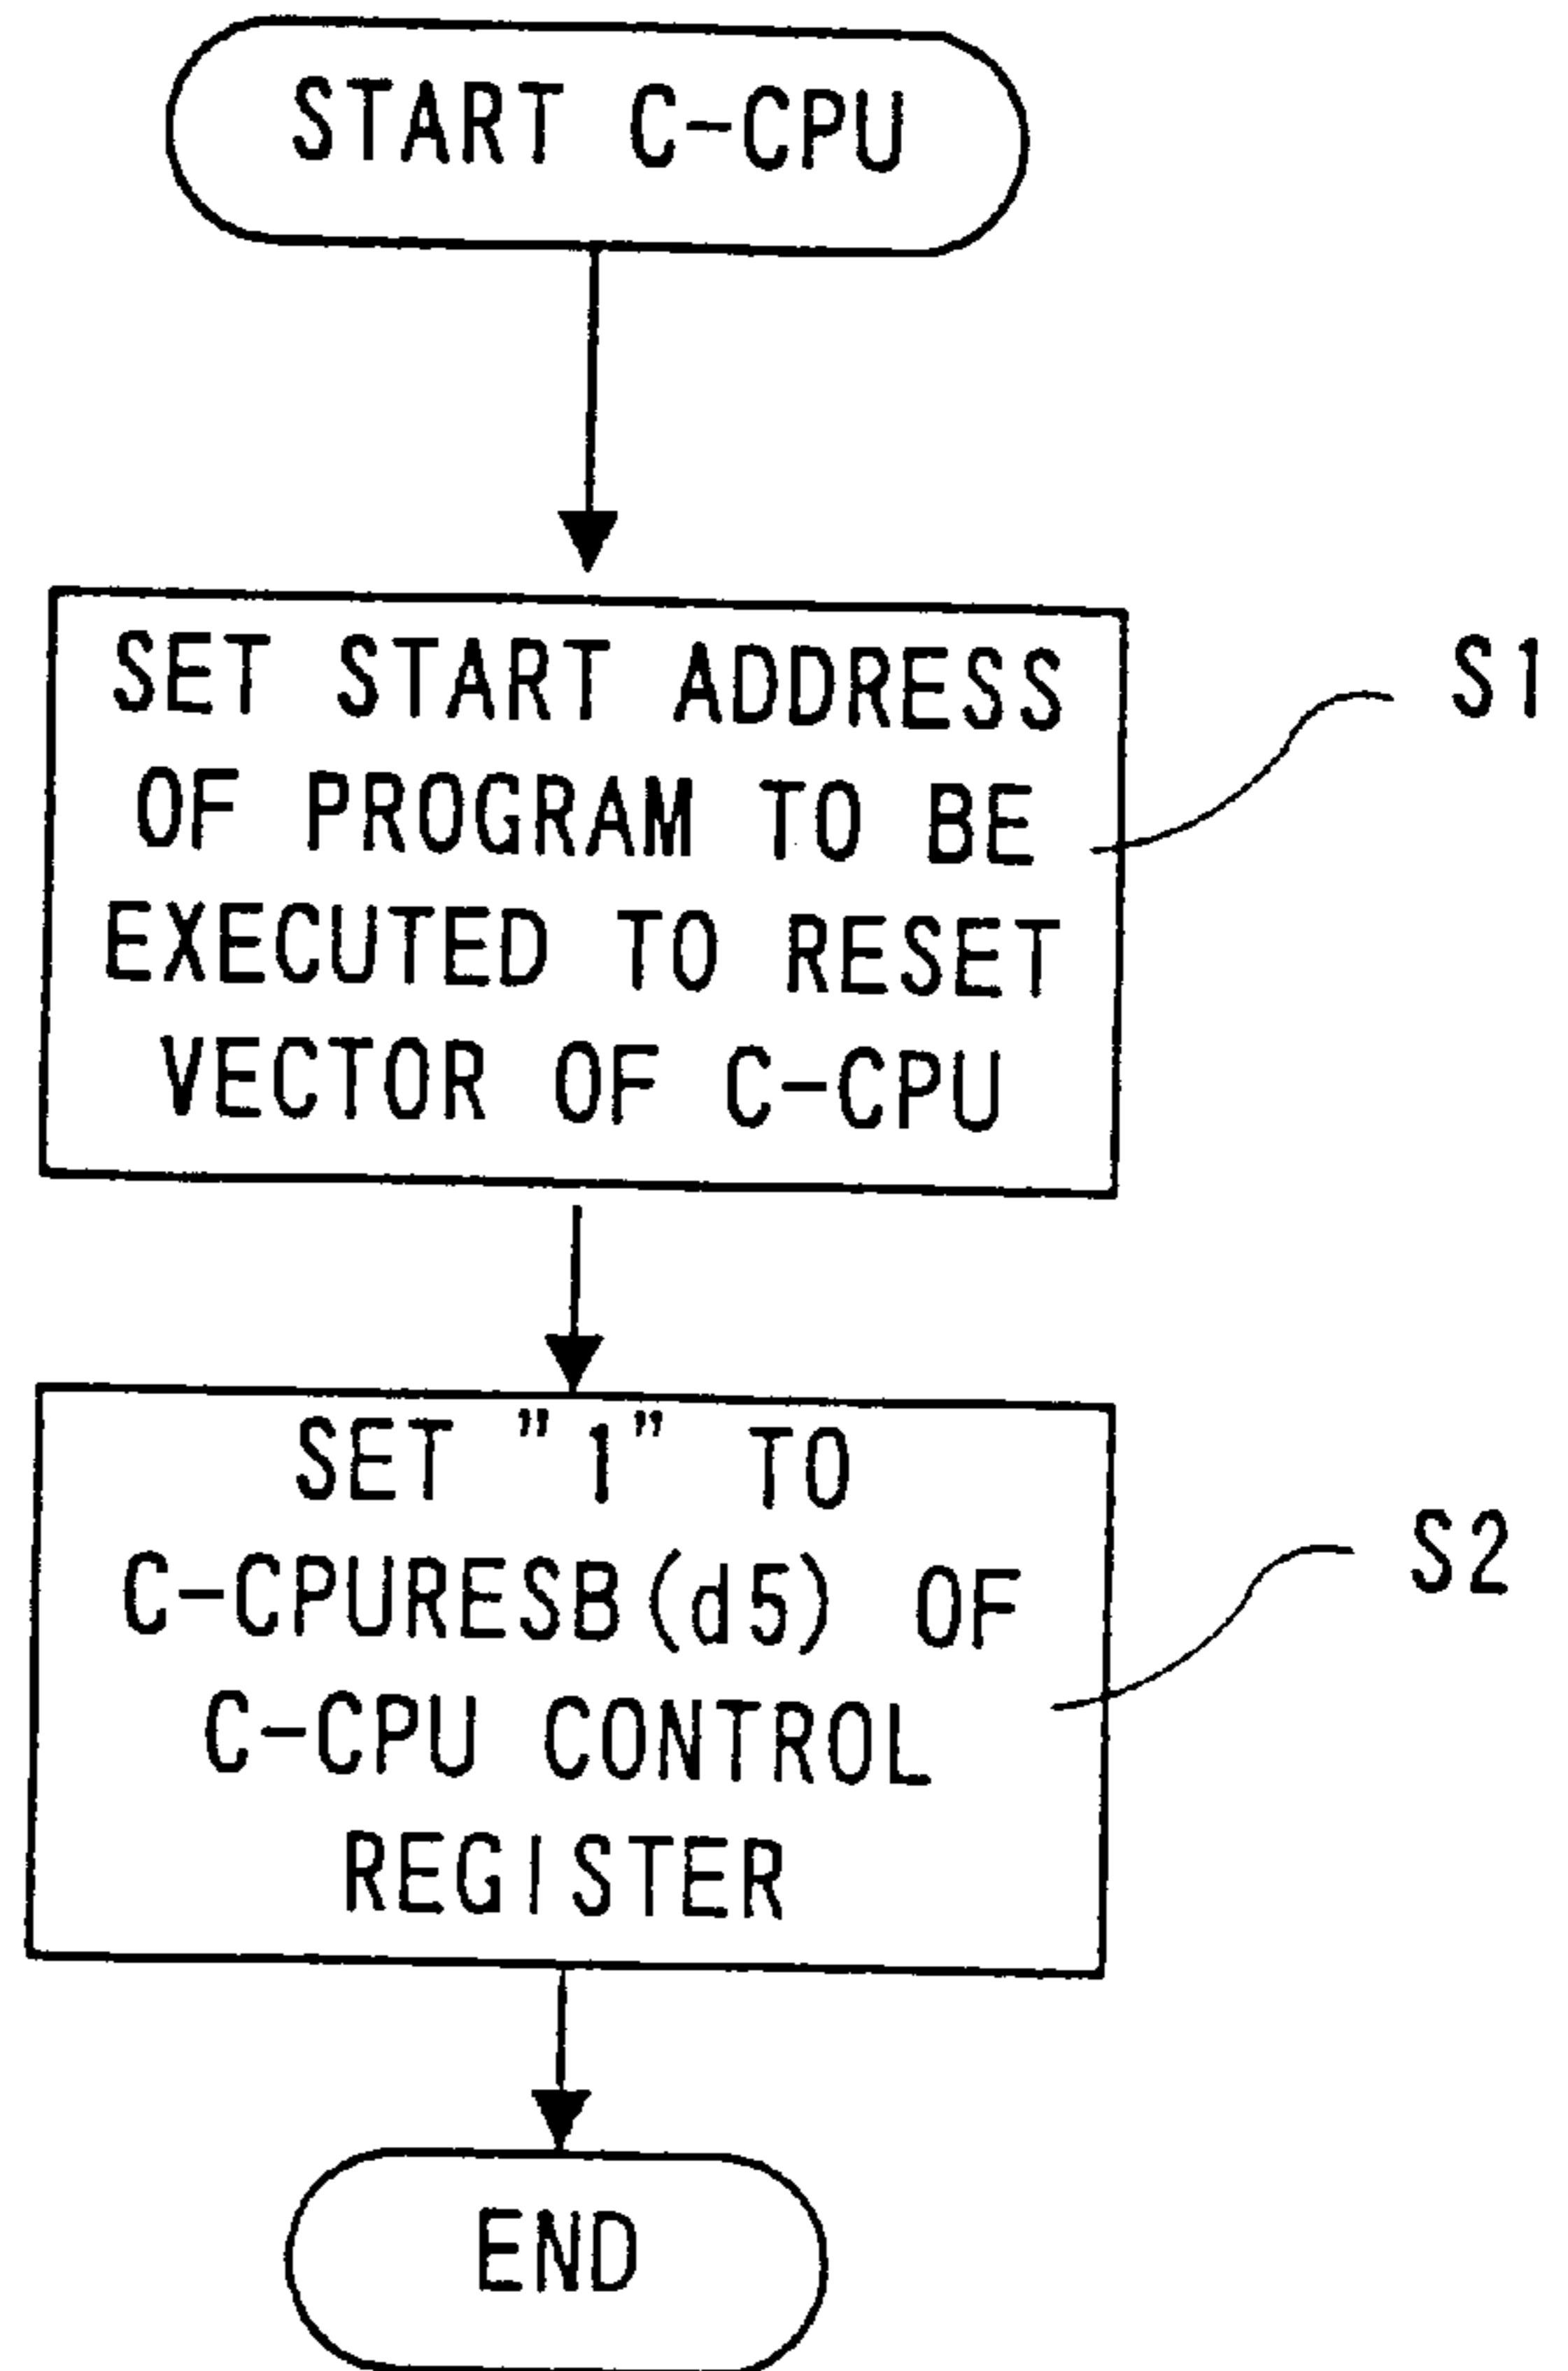 START C-CPU
SET START ADDRESS
OF PROGRAM TO BE
EXECUTED TO RESET
VECTOR OF C-CPU
S1
SET "1" TO
C-CPURESB(d5) OF
C-CPU CONTROL
REGISTER
S2
END